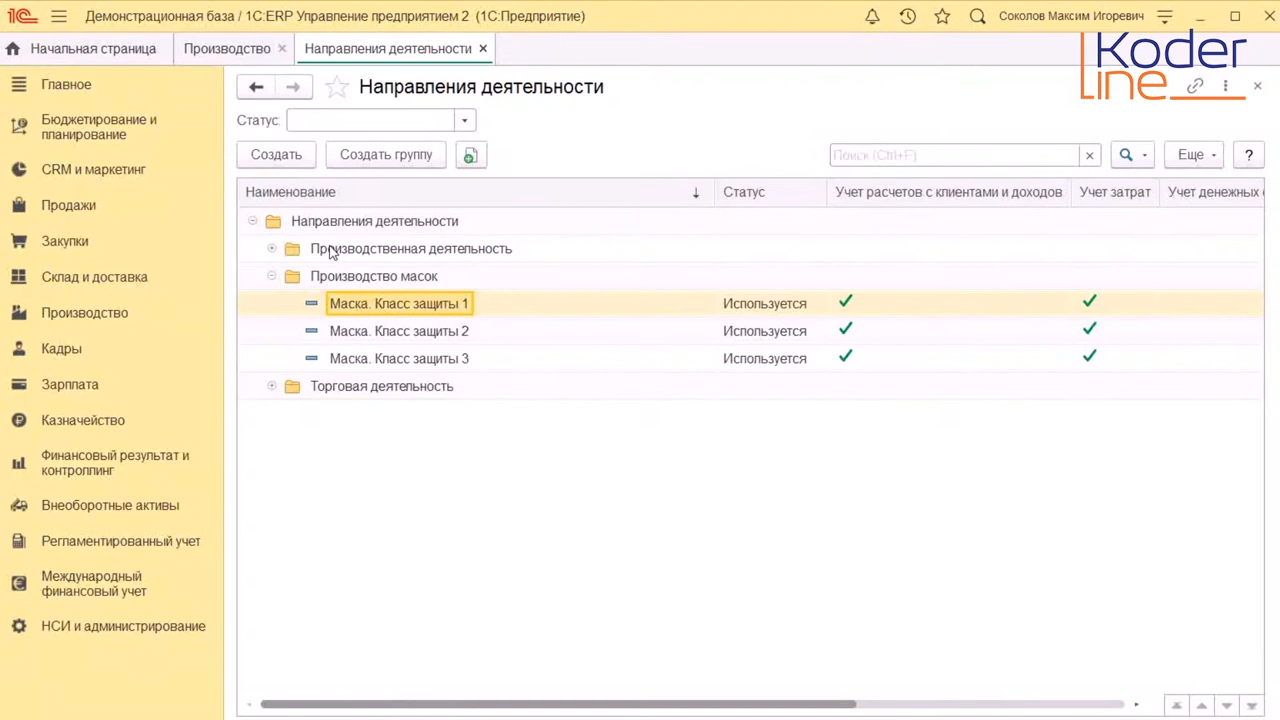 1С Демонстрационная база / 1С:ERP Управление предприятием 2 (1С:Предприятие) Соколов Максим Игоревич
Начальная страница Производство × Направления деятельности ×
Koder
line
Главное
Бюджетирование и
планирование
CRM и маркетинг
Продажи
Закупки
Склад и доставка
Производство
Кадры
Зарплата
Казначейство
Финансовый результат и
контроллинг
Внеоборотные активы
Регламентированный учет
Международный
финансовый учет
НСИ и администрирование
Направления деятельности
Статус:
Создать Создать группу Поиск (Ctrl+F) × Еще ?
Наименование Статус Учет расчетов с клиентами и доходов Учет затрат Учет денежных
Направления деятельности
Производственная деятельность
Производство масок
Маска. Класс защиты 1 Используется
Маска. Класс защиты 2 Используется
Маска. Класс защиты 3 Используется
Торговая деятельность